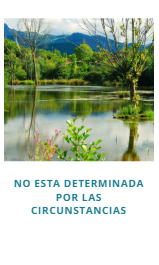 NO ESTA DETERMINADA
POR LAS
CIRCUNSTANCIAS